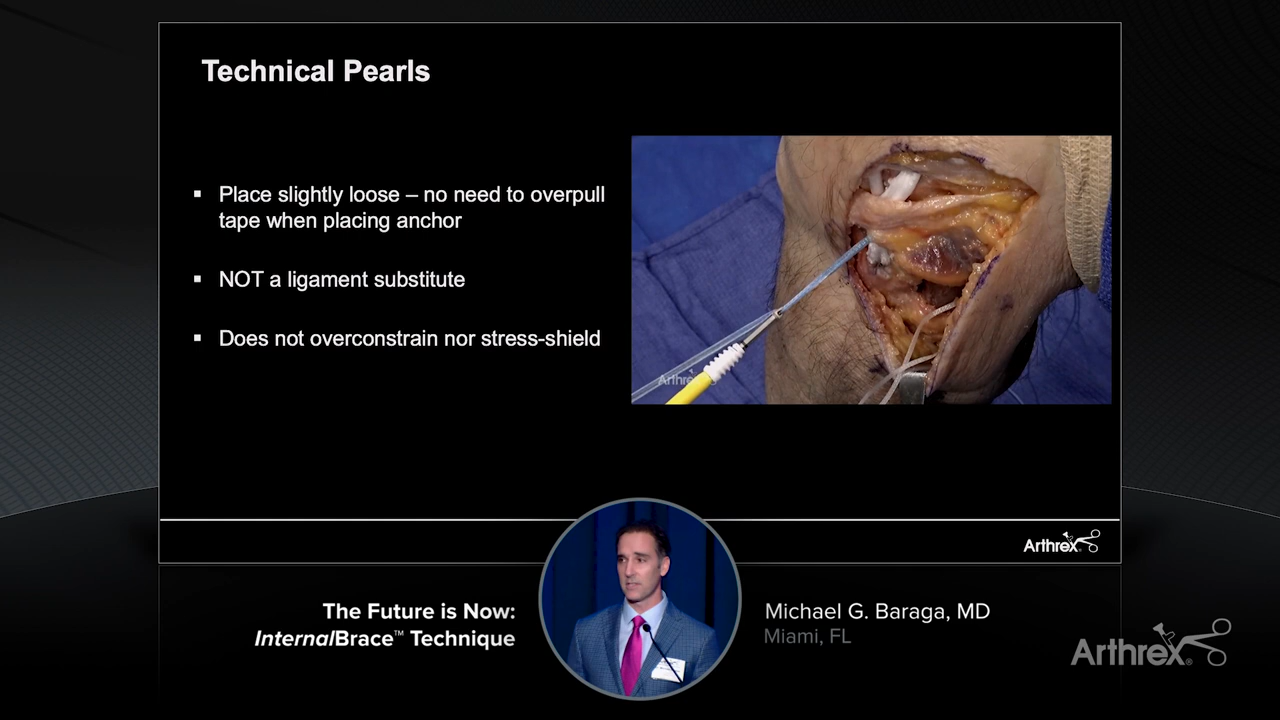 Technical Pearls
▪ Place slightly loose – no need to overpull
tape when placing anchor
▪ NOT a ligament substitute
▪ Does not overconstrain nor stress-shield
Arthrex
Arthrex®
The Future is Now:
InternalBrace™ Technique
Michael G. Baraga, MD
Miami, FL
Arthrex®